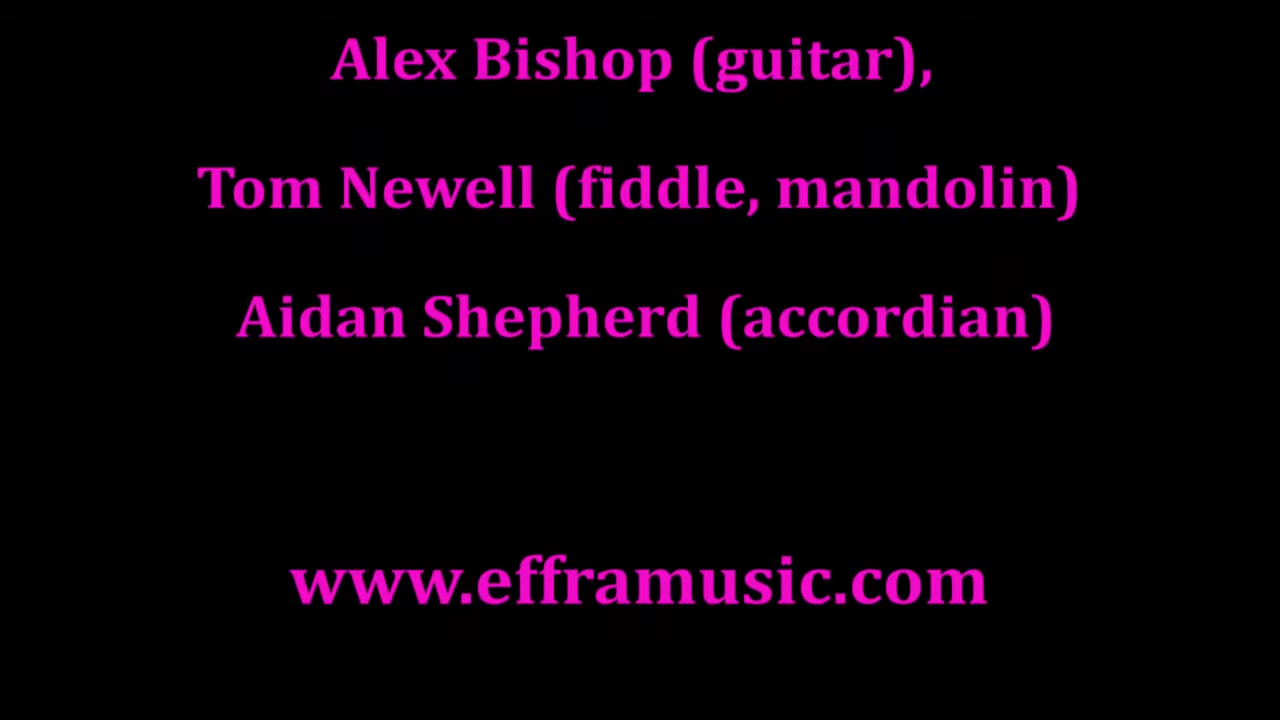 Alex Bishop (guitar),
Tom Newell (fiddle, mandolin)
Aidan Shepherd (accordian)
www.efframusic.com